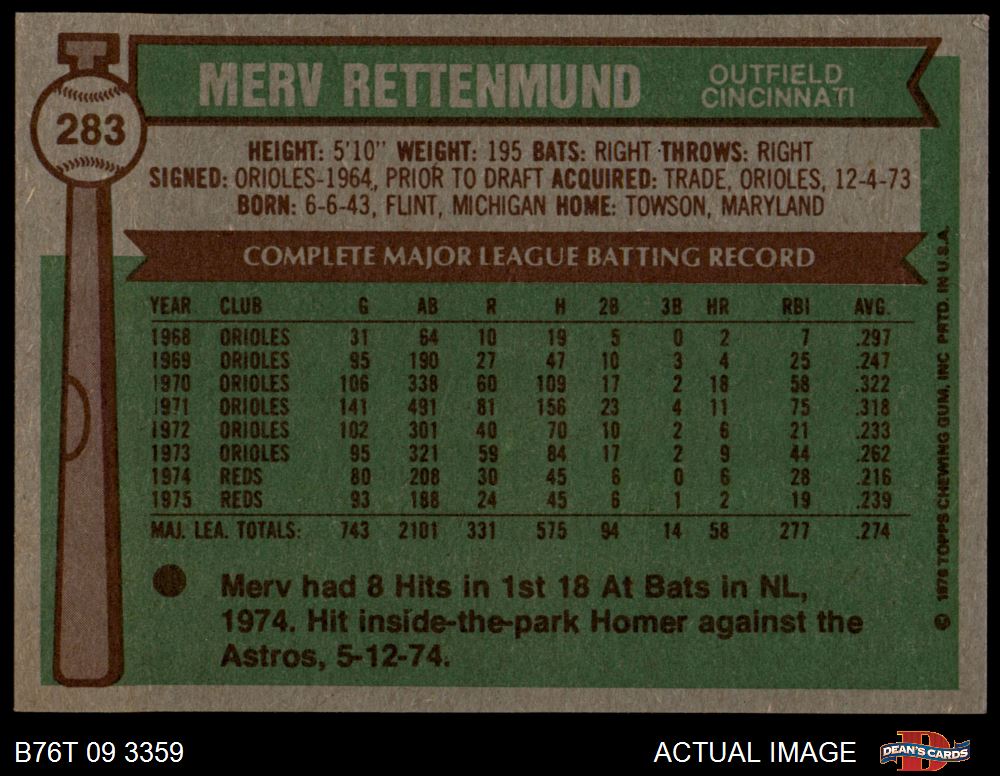 T
283
MERV RETTENMUND
OUTFIELD
CINCINNATI
HEIGHT: 5'10" WEIGHT: 195 BATS: RIGHT THROWS: RIGHT
SIGNED: ORIOLES-1964, PRIOR TO DRAFT ACQUIRED: TRADE, ORIOLES, 12-4-73
BORN: 6-6-43, FLINT, MICHIGAN HOME: TOWSON, MARYLAND
COMPLETE MAJOR LEAGUE BATTING RECORD
YEAR CLUB G AB R H 2B 3B HR RBI AVG.
1968 ORIOLES 31 64 10 19 5 0 2 7 .297
1969 ORIOLES 95 190 27 47 10 3 4 25 .247
1970 ORIOLES 106 338 60 109 17 2 18 58 .322
1971 ORIOLES 141 491 81 156 23 4 11 75 .318
1972 ORIOLES 102 301 40 70 10 2 6 21 .233
1973 ORIOLES 95 321 59 84 17 2 9 44 .262
1974 REDS 80 208 30 45 6 0 6 28 .216
1975 REDS 93 188 24 45 6 1 2 19 .239
MAJ. LEA. TOTALS: 743 2101 331 575 94 14 58 277 .274
Merv had 8 Hits in 1st 18 At Bats in NL,
1974. Hit inside-the-park Homer against the
Astros, 5-12-74.
© 1976 TOPPS CHEWING GUM, INC PRTD. IN U.S.A.
B76T 09 3359
ACTUAL IMAGE
D
DEAN'S CARDS